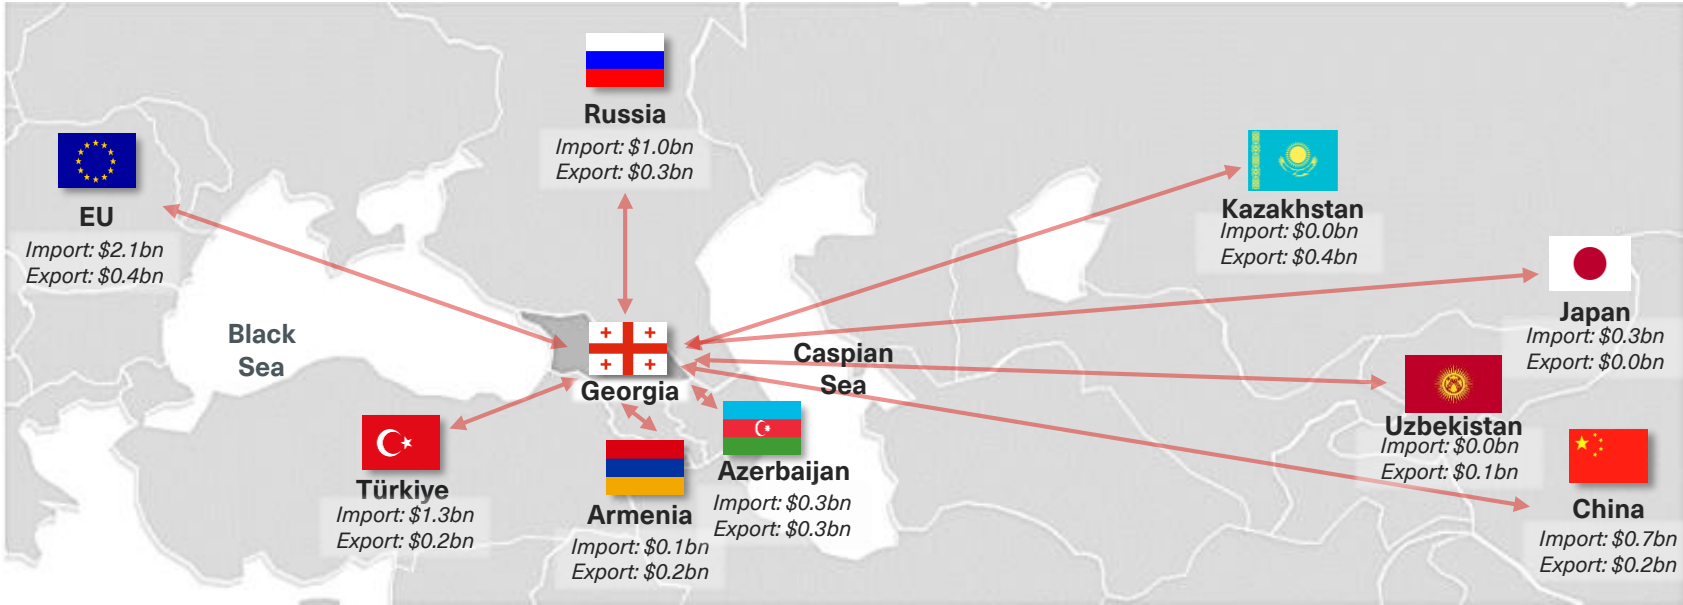 Russia
Import: $1.0bn
Export: $0.3bn
EU
Import: $2.1bn
Export: $0.4bn
Kazakhstan
Import: $0.0bn
Export: $0.4bn
Japan
Import: $0.3bn
Export: $0.0bn
Black
Sea
Caspian
Sea
Georgia
Uzbekistan
Import: $0.0bn
Export: $0.1bn
Türkiye
Import: $1.3bn
Export: $0.2bn
Armenia
Import: $0.1bn
Export: $0.2bn
Azerbaijan
Import: $0.3bn
Export: $0.3bn
China
Import: $0.7bn
Export: $0.2bn